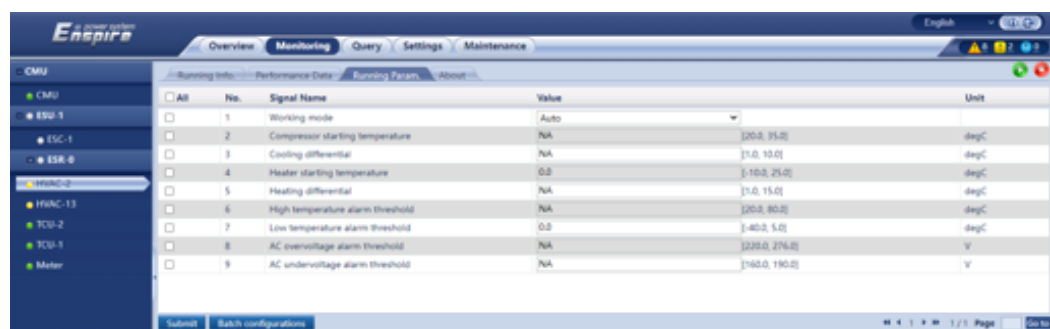 e power system
Enspire
English
Overview Monitoring Query Settings Maintenance
CMU
Running Info. Performance Data Running Param. About
CMU
All No. Signal Name Value Unit
ESU-1
1 Working mode Auto
ESC-1
2 Compressor starting temperature NA [20.0, 35.0] degC
ESR-0
3 Cooling differential NA [1.0, 10.0] degC
HVAC-2
4 Heater starting temperature 0.0 [-10.0, 25.0] degC
HVAC-13
5 Heating differential NA [1.0, 15.0] degC
TCU-2
6 High temperature alarm threshold NA [20.0, 80.0] degC
TCU-1
7 Low temperature alarm threshold 0.0 [-40.0, 5.0] degC
Meter
8 AC overvoltage alarm threshold NA [220.0, 276.0] V
9 AC undervoltage alarm threshold NA [160.0, 190.0] V
Submit Batch configurations 1 1/1 Page Go to